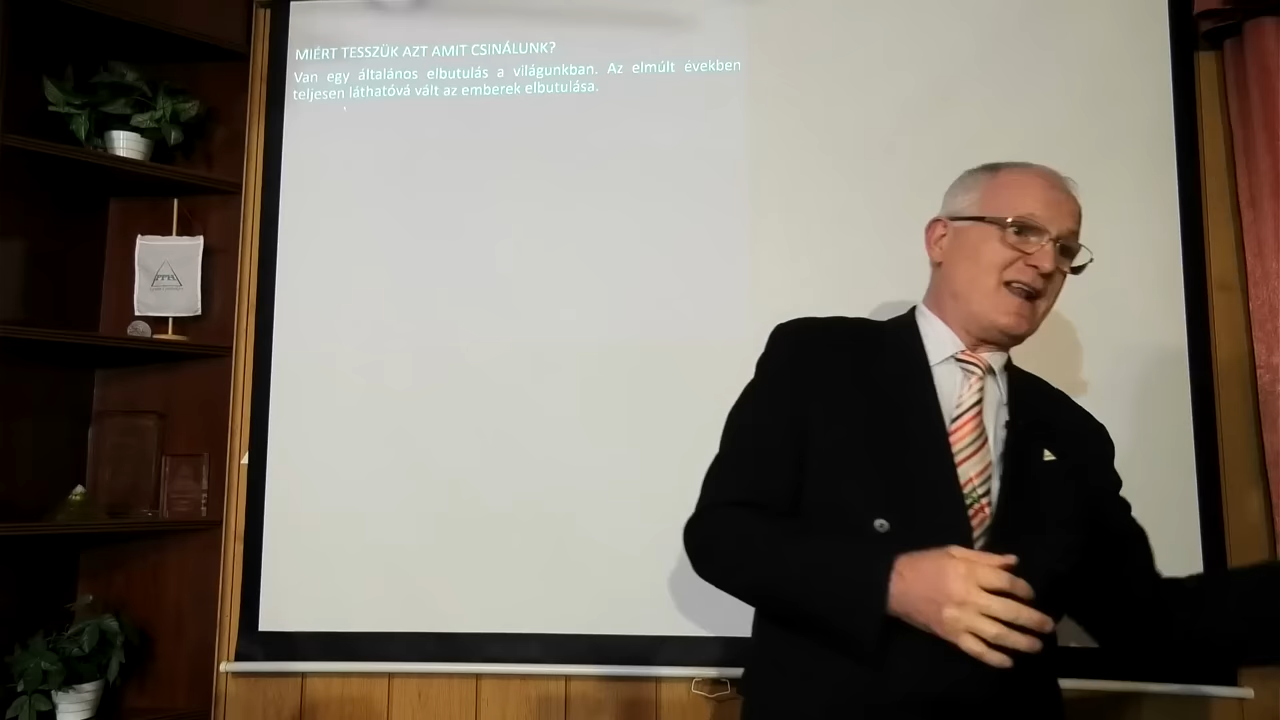 MIÉRT TESSZÜK AZT AMIT CSINÁLUNK?
Van egy általános elbutulás a világunkban. Az elmúlt években
teljesen láthatóvá vált az emberek elbutulása.